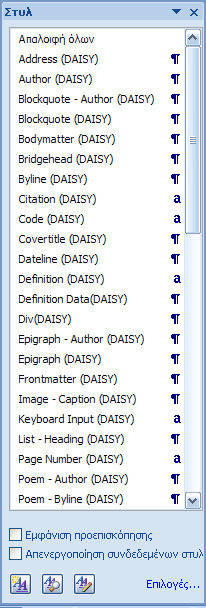 Στυλ
Απαλοιφή όλων
Address (DAISY) ¶
Author (DAISY) ¶
Blockquote - Author (DAISY) ¶
Blockquote (DAISY) ¶
Bodymatter (DAISY) ¶
Bridgehead (DAISY) ¶
Byline (DAISY) ¶
Citation (DAISY) a
Code (DAISY) a
Covertitle (DAISY) ¶
Dateline (DAISY) ¶
Definition (DAISY) a
Definition Data(DAISY) ¶
Div(DAISY) ¶
Epigraph - Author (DAISY) ¶
Epigraph (DAISY) ¶
Frontmatter (DAISY) ¶
Image - Caption (DAISY) ¶
Keyboard Input (DAISY) a
List - Heading (DAISY) ¶
Page Number (DAISY) a
Poem - Author (DAISY) ¶
Poem - Byline (DAISY) ¶
Εμφάνιση προεπισκόπησης
Απενεργοποίηση συνδεδεμένων στυλ
Επιλογές...